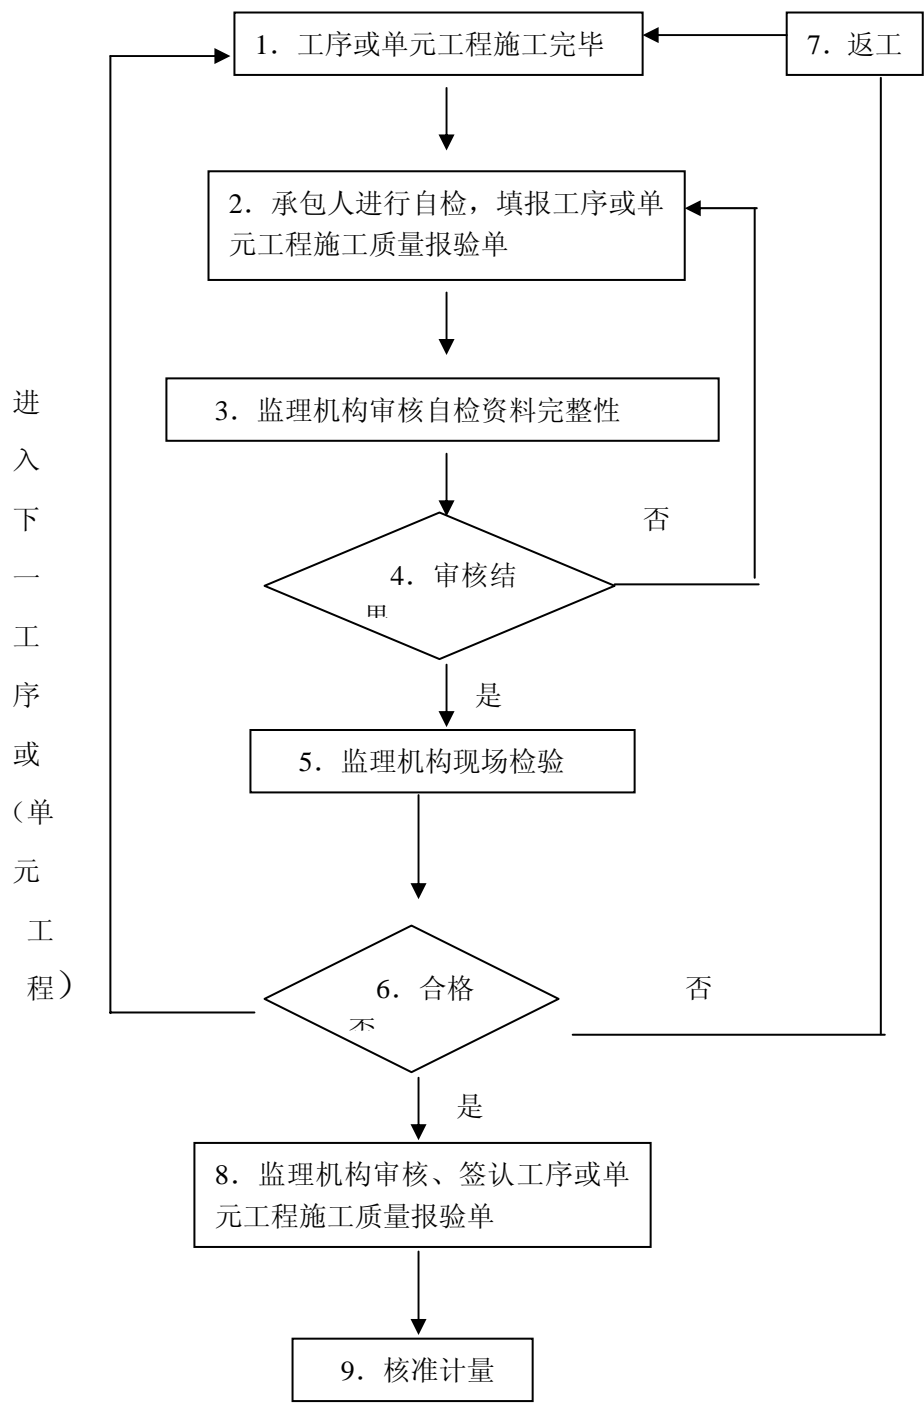 1．工序或单元工程施工完毕
7．返工
2．承包人进行自检，填报工序或单
元工程施工质量报验单
3．监理机构审核自检资料完整性
4．审核结
否
是
5．监理机构现场检验
进
入
下
一
工
序
或
（单
元
工
程）
6．合格
否
是
8．监理机构审核、签认工序或单
元工程施工质量报验单
9．核准计量